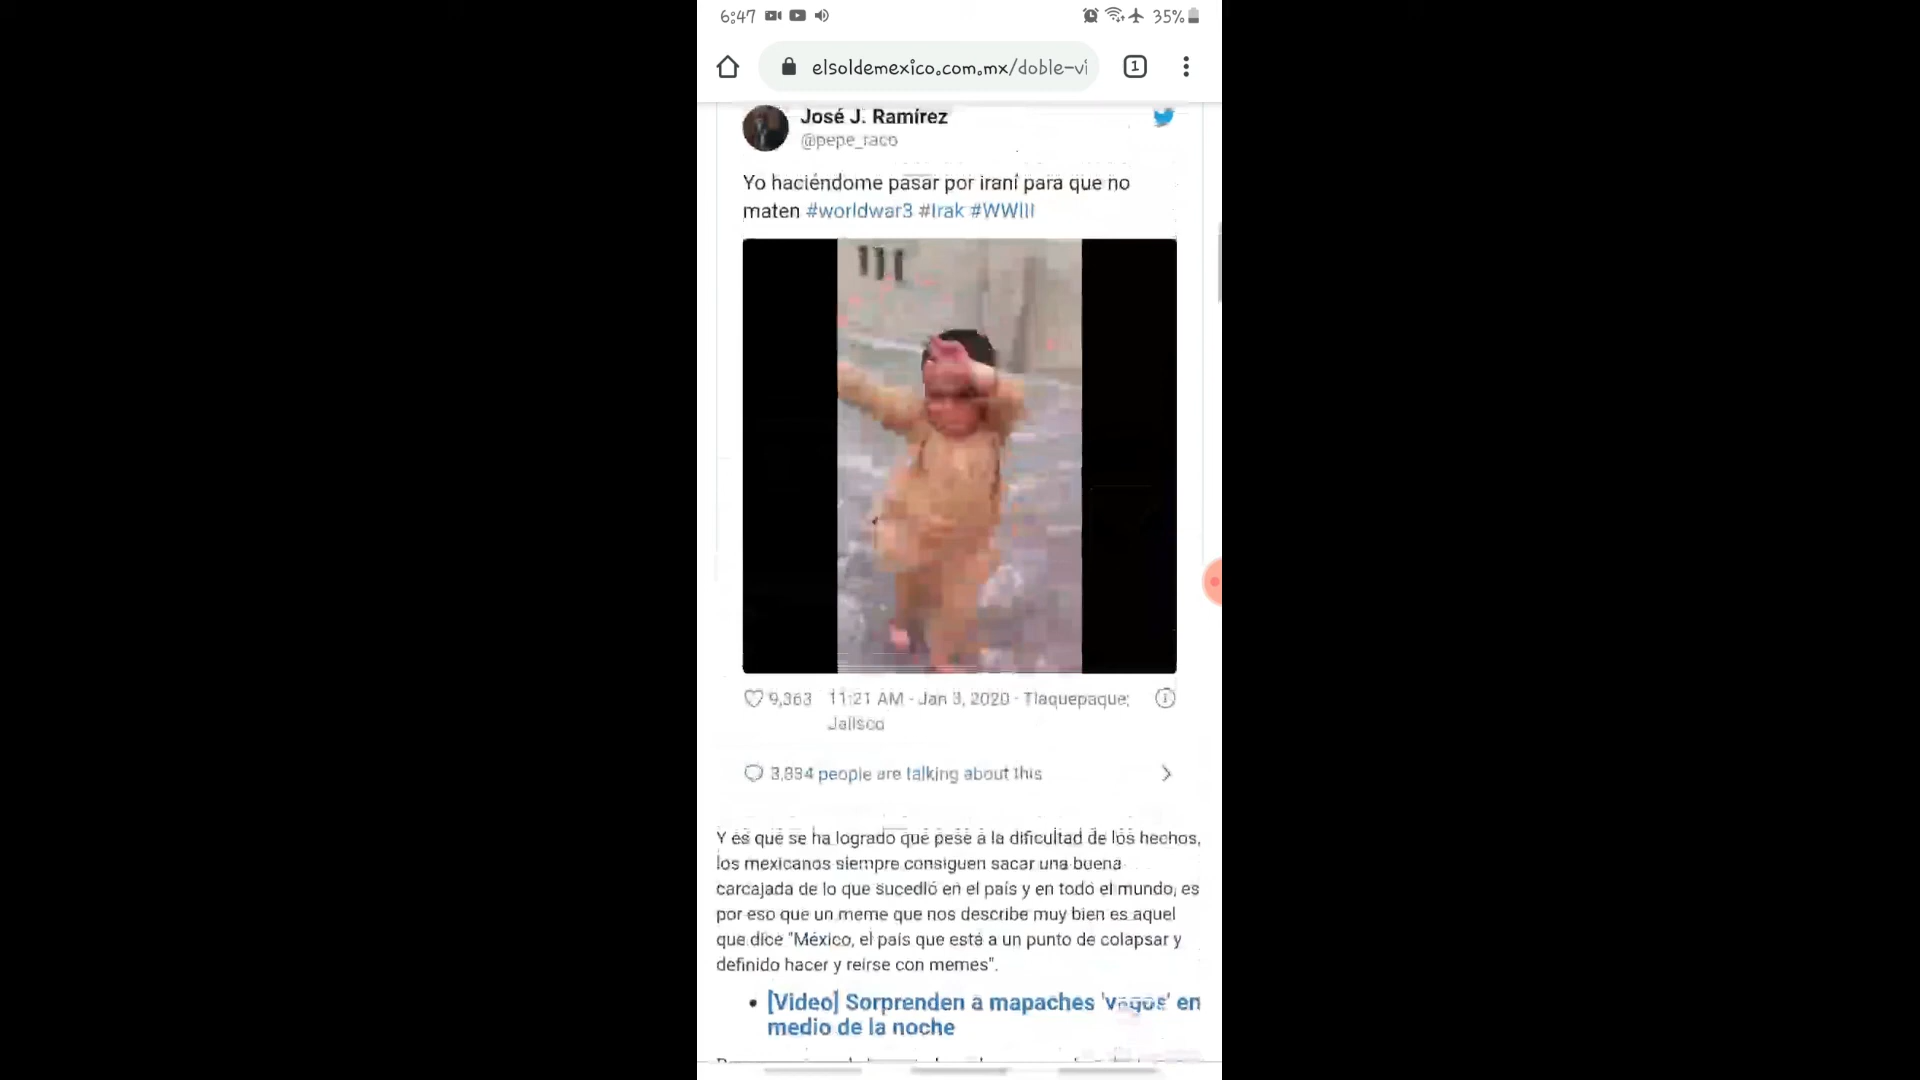 6:47
35%
elsoldemexico.com.mx/doble-vi
1
José J. Ramírez
@pepe_raco
Yo haciéndome pasar por iraní para que no
maten #worldwar3 #Irak #WWIII
9,363 11:21 AM - Jan 3, 2020 · Tlaquepaque,
Jalisco
3,834 people are talking about this
Y es que se ha logrado que pese a la dificultad de los hechos,
los mexicanos siempre consiguen sacar una buena
carcajada de lo que sucedió en el país y en todo el mundo, es
por eso que un meme que nos describe muy bien es aquel
que dice "México, el país que está a un punto de colapsar y
definido hacer y reírse con memes".
[Video] Sorprenden a mapaches 'vagos' en
medio de la noche